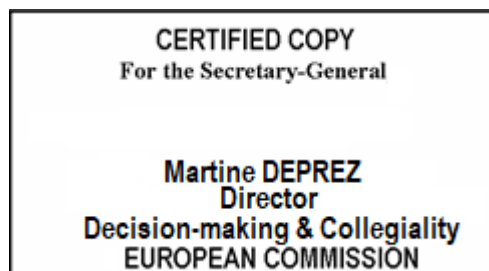 CERTIFIED COPY
For the Secretary-General
Martine DEPREZ
Director
Decision-making & Collegiality
EUROPEAN COMMISSION